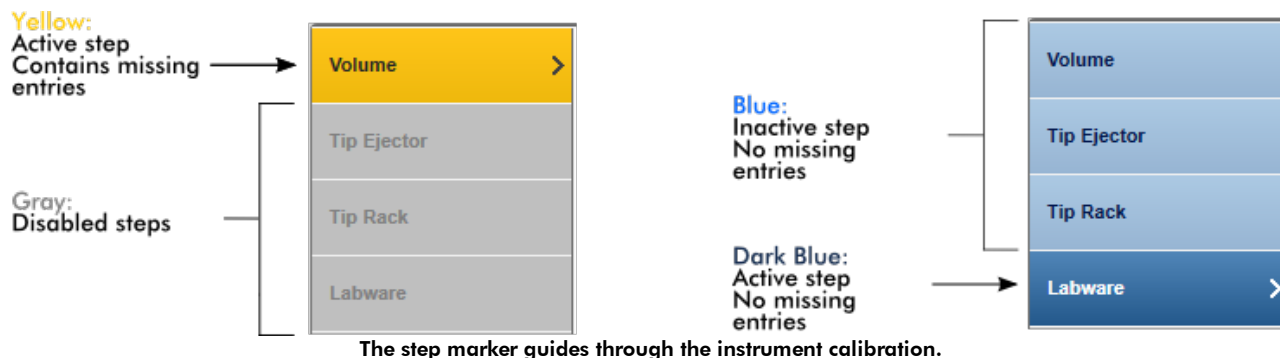 Yellow:
Active step
Contains missing
entries
Gray:
Disabled steps
Volume
Tip Ejector
Tip Rack
Labware
Blue:
Inactive step
No missing
entries
Dark Blue:
Active step
No missing
entries
Volume
Tip Ejector
Tip Rack
Labware
The step marker guides through the instrument calibration.